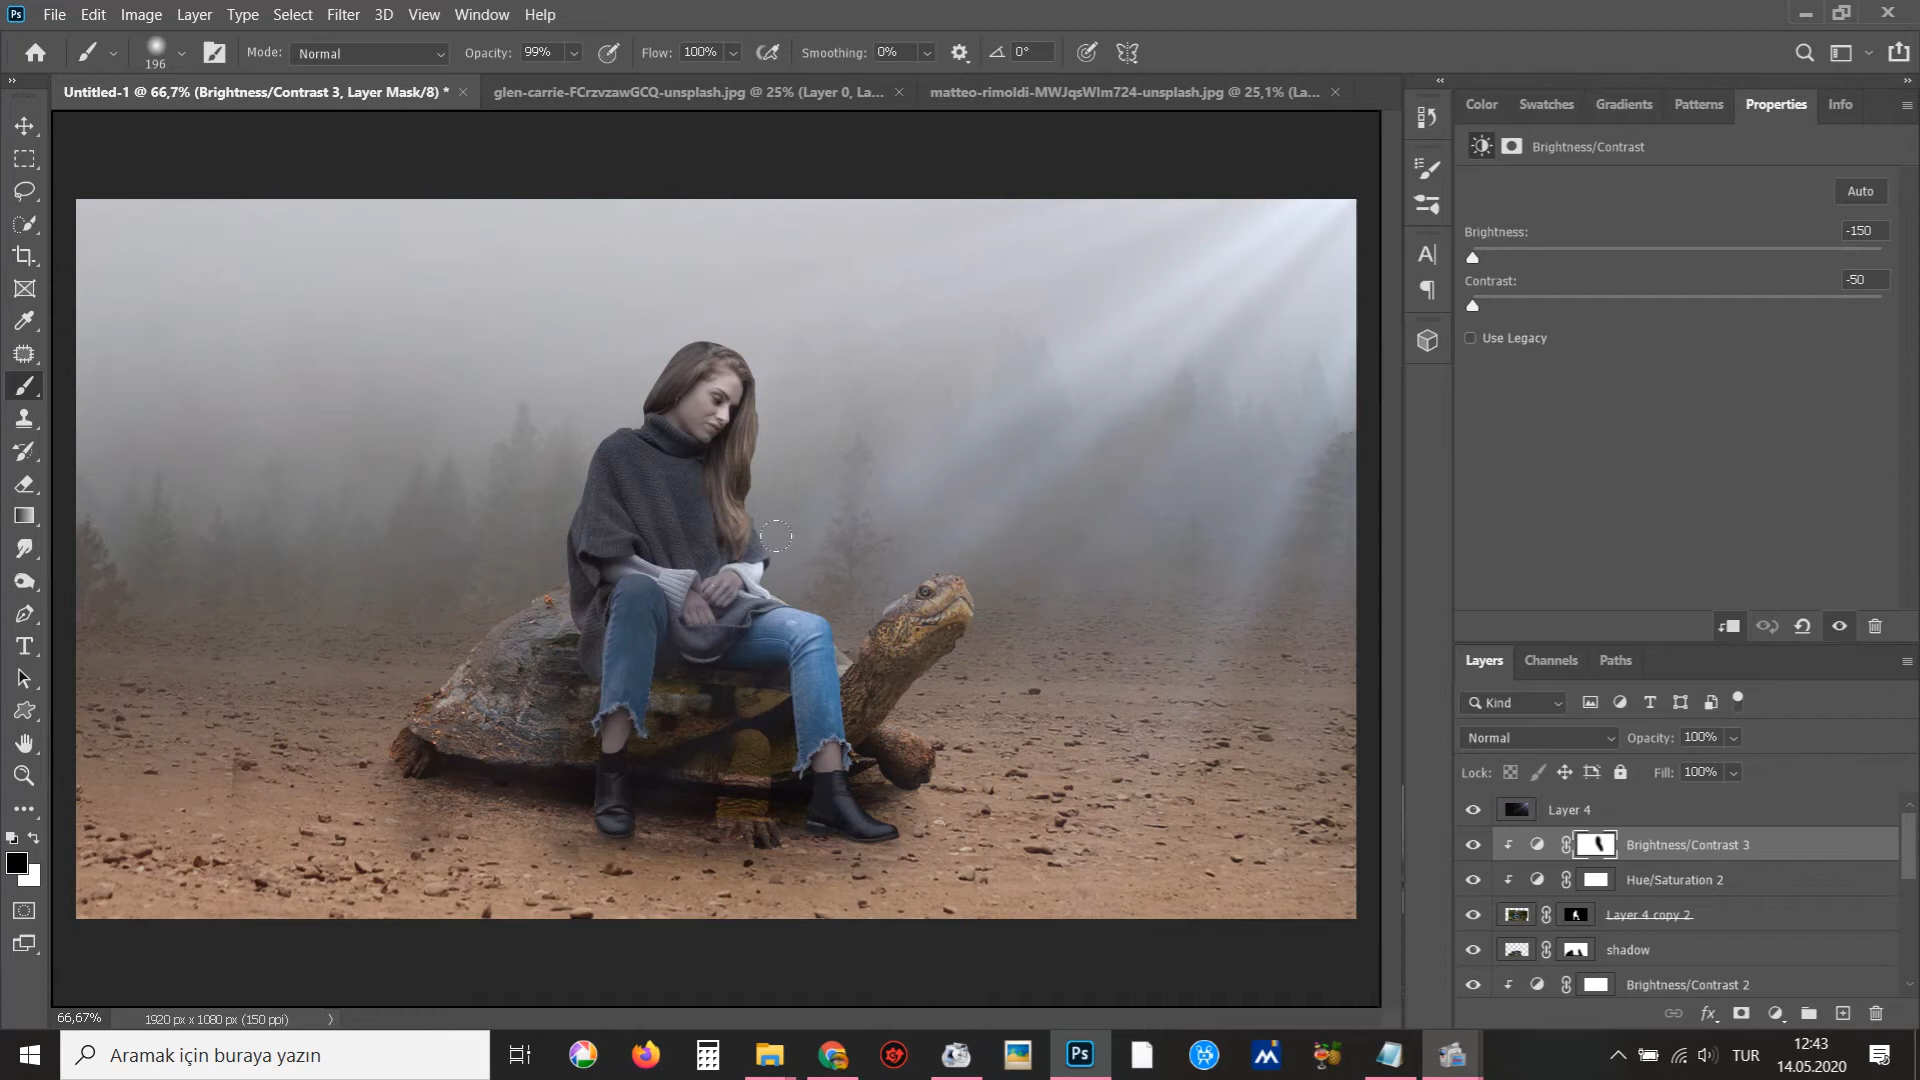 Ps File Edit Image Layer Type Select Filter 3D View Window Help
196 Mode: Normal Opacity: 99% Flow: 100% Smoothing: 0% 0°
Untitled-1 @ 66,7% (Brightness/Contrast 3, Layer Mask/8) * glen-carrie-FCrzvzawGCQ-unsplash.jpg @ 25% (Layer 0, La... matteo-rimoldi-MWJqsWIm724-unsplash.jpg @ 25,1% (La...
Color Swatches Gradients Patterns Properties Info
Brightness/Contrast
Auto
Brightness: -150
Contrast: -50
Use Legacy
Layers Channels Paths
Kind
Normal Opacity: 100%
Lock: Fill: 100%
Layer 4
Brightness/Contrast 3
Hue/Saturation 2
Layer 4 copy 2
shadow
Brightness/Contrast 2
fx
66,67% 1920 px x 1080 px (150 ppi)
Aramak için buraya yazın
Ps
TUR
12:43
14.05.2020